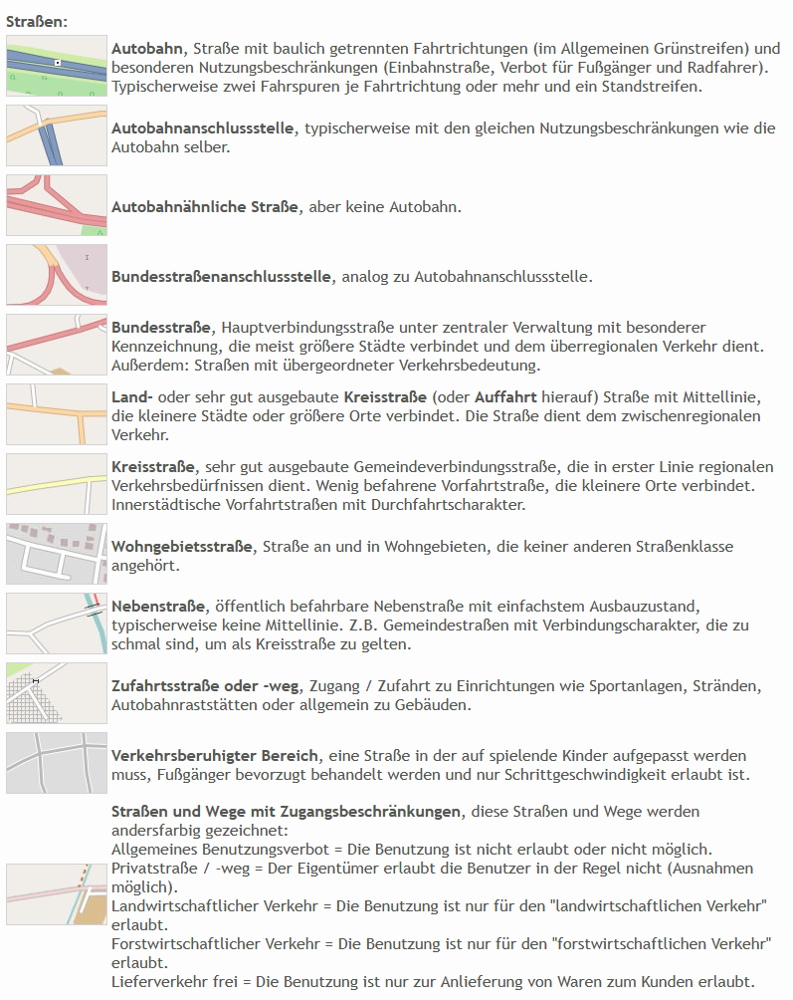 Straßen:
Autobahn, Straße mit baulich getrennten Fahrtrichtungen (im Allgemeinen Grünstreifen) und
besonderen Nutzungsbeschränkungen (Einbahnstraße, Verbot für Fußgänger und Radfahrer).
Typischerweise zwei Fahrspuren je Fahrtrichtung oder mehr und ein Standstreifen.
Autobahnanschlussstelle, typischerweise mit den gleichen Nutzungsbeschränkungen wie die
Autobahn selber.
Autobahnähnliche Straße, aber keine Autobahn.
Bundesstraßenanschlussstelle, analog zu Autobahnanschlussstelle.
Bundesstraße, Hauptverbindungsstraße unter zentraler Verwaltung mit besonderer
Kennzeichnung, die meist größere Städte verbindet und dem überregionalen Verkehr dient.
Außerdem: Straßen mit übergeordneter Verkehrsbedeutung.
Land- oder sehr gut ausgebaute Kreisstraße (oder Auffahrt hierauf) Straße mit Mittellinie,
die kleinere Städte oder größere Orte verbindet. Die Straße dient dem zwischenregionalen
Verkehr.
Kreisstraße, sehr gut ausgebaute Gemeindeverbindungsstraße, die in erster Linie regionalen
Verkehrsbedürfnissen dient. Wenig befahrene Vorfahrtstraße, die kleinere Orte verbindet.
Innerstädtische Vorfahrtstraßen mit Durchfahrtscharakter.
Wohngebietsstraße, Straße an und in Wohngebieten, die keiner anderen Straßenklasse
angehört.
Nebenstraße, öffentlich befahrbare Nebenstraße mit einfachstem Ausbauzustand,
typischerweise keine Mittellinie. Z.B. Gemeindestraßen mit Verbindungscharakter, die zu
schmal sind, um als Kreisstraße zu gelten.
Zufahrtsstraße oder -weg, Zugang / Zufahrt zu Einrichtungen wie Sportanlagen, Stränden,
Autobahnraststätten oder allgemein zu Gebäuden.
Verkehrsberuhigter Bereich, eine Straße in der auf spielende Kinder aufgepasst werden
muss, Fußgänger bevorzugt behandelt werden und nur Schrittgeschwindigkeit erlaubt ist.
Straßen und Wege mit Zugangsbeschränkungen, diese Straßen und Wege werden
andersfarbig gezeichnet:
Allgemeines Benutzungsverbot = Die Benutzung ist nicht erlaubt oder nicht möglich.
Privatstraße / -weg = Der Eigentümer erlaubt die Benutzer in der Regel nicht (Ausnahmen
möglich).
Landwirtschaftlicher Verkehr = Die Benutzung ist nur für den "landwirtschaftlichen Verkehr"
erlaubt.
Forstwirtschaftlicher Verkehr = Die Benutzung ist nur für den "forstwirtschaftlichen Verkehr"
erlaubt.
Lieferverkehr frei = Die Benutzung ist nur zur Anlieferung von Waren zum Kunden erlaubt.